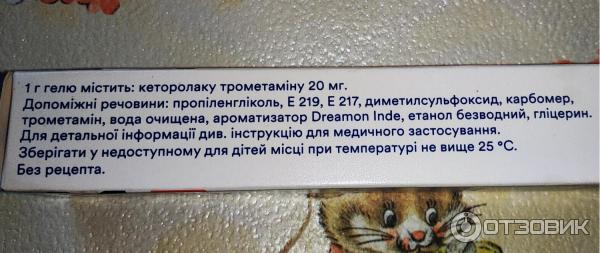 1 г гелю містить: кеторолаку трометаміну 20 мг.
Допоміжні речовини: пропіленгліколь, Е 219, Е 217, диметилсульфоксид, карбомер,
трометамін, вода очищена, ароматизатор Dreamon Inde, етанол безводний, гліцерин.
Для детальної інформації див. інструкцію для медичного застосування.
Зберігати у недоступному для дітей місці при температурі не вище 25 °С.
Без рецепта.
ОТЗОВИК